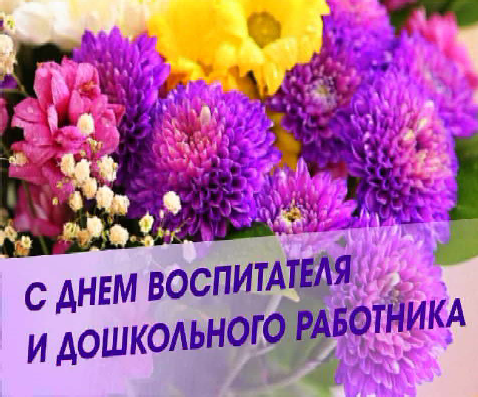 С ДНЕМ ВОСПИТАТЕЛЯ
И ДОШКОЛЬНОГО РАБОТНИКА